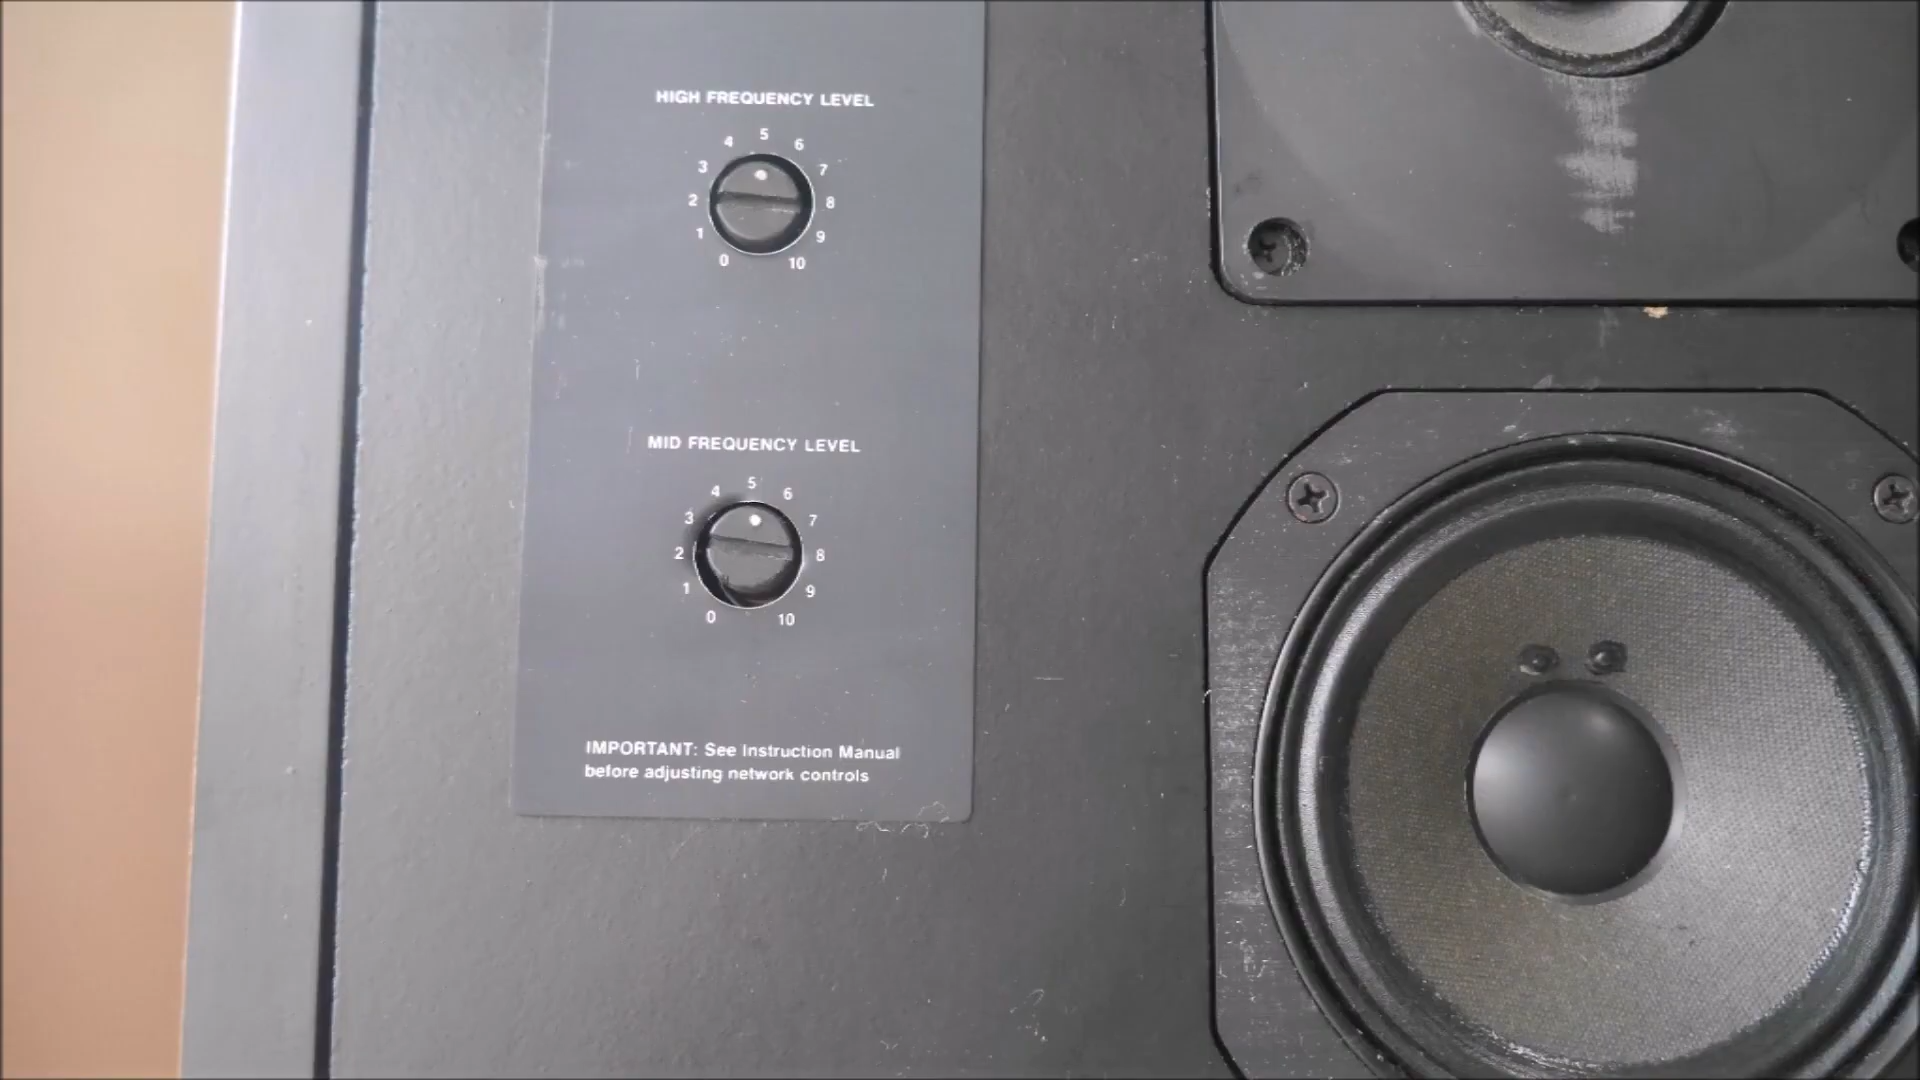 HIGH FREQUENCY LEVEL
0 1 2 3 4 5 6 7 8 9 10
MID FREQUENCY LEVEL
0 1 2 3 4 5 6 7 8 9 10
IMPORTANT: See Instruction Manual
before adjusting network controls